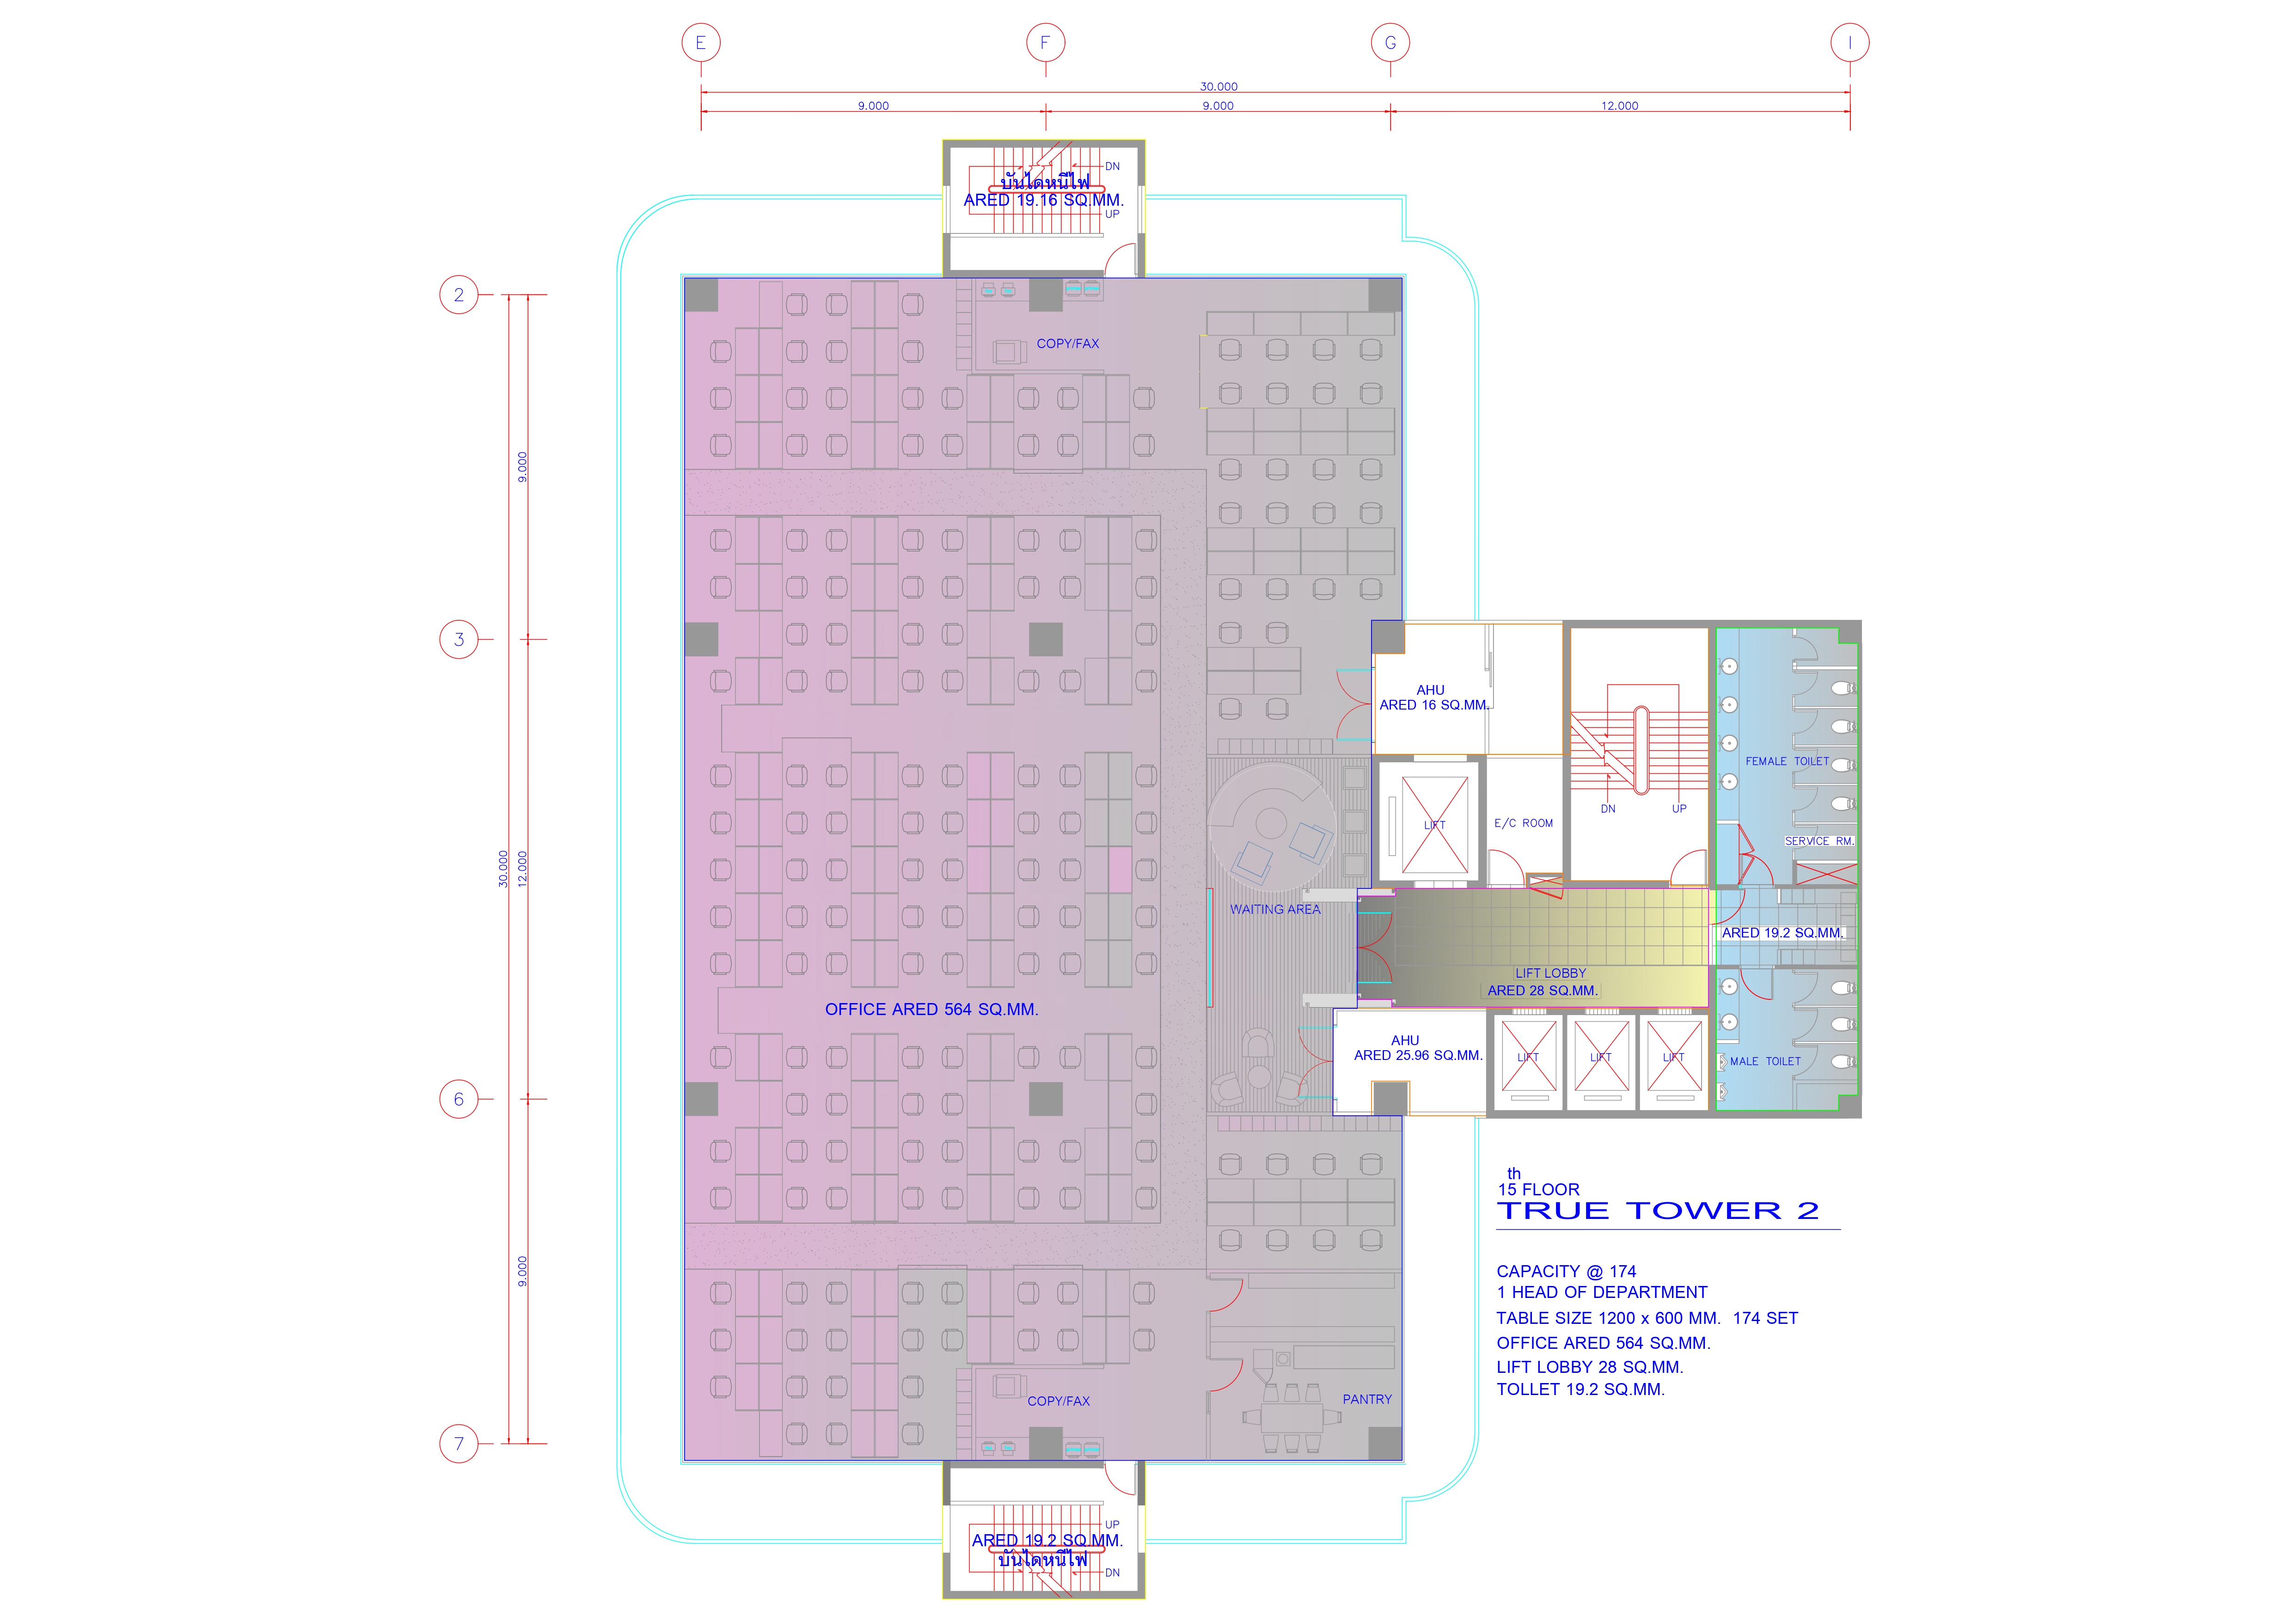 E
F
G
I
30.000
9.000
9.000
12.000
DN
บันไดหนีไฟ
ARED 19.16 SQ.MM.
UP
2
COPY/FAX
9.000
3
AHU
ARED 16 SQ.MM.
FEMALE TOILET
DN
UP
LIFT
E/C ROOM
SERVICE RM.
30.000
12.000
WAITING AREA
ARED 19.2 SQ.MM.
LIFT LOBBY
ARED 28 SQ.MM.
OFFICE ARED 564 SQ.MM.
AHU
ARED 25.96 SQ.MM.
LIFT
LIFT
LIFT
MALE TOILET
6
th
15 FLOOR
TRUE TOWER 2
9.000
CAPACITY @ 174
1 HEAD OF DEPARTMENT
TABLE SIZE 1200 x 600 MM. 174 SET
OFFICE ARED 564 SQ.MM.
LIFT LOBBY 28 SQ.MM.
TOLLET 19.2 SQ.MM.
COPY/FAX
PANTRY
7
UP
ARED 19.2 SQ.MM.
บันไดหนีไฟ
DN